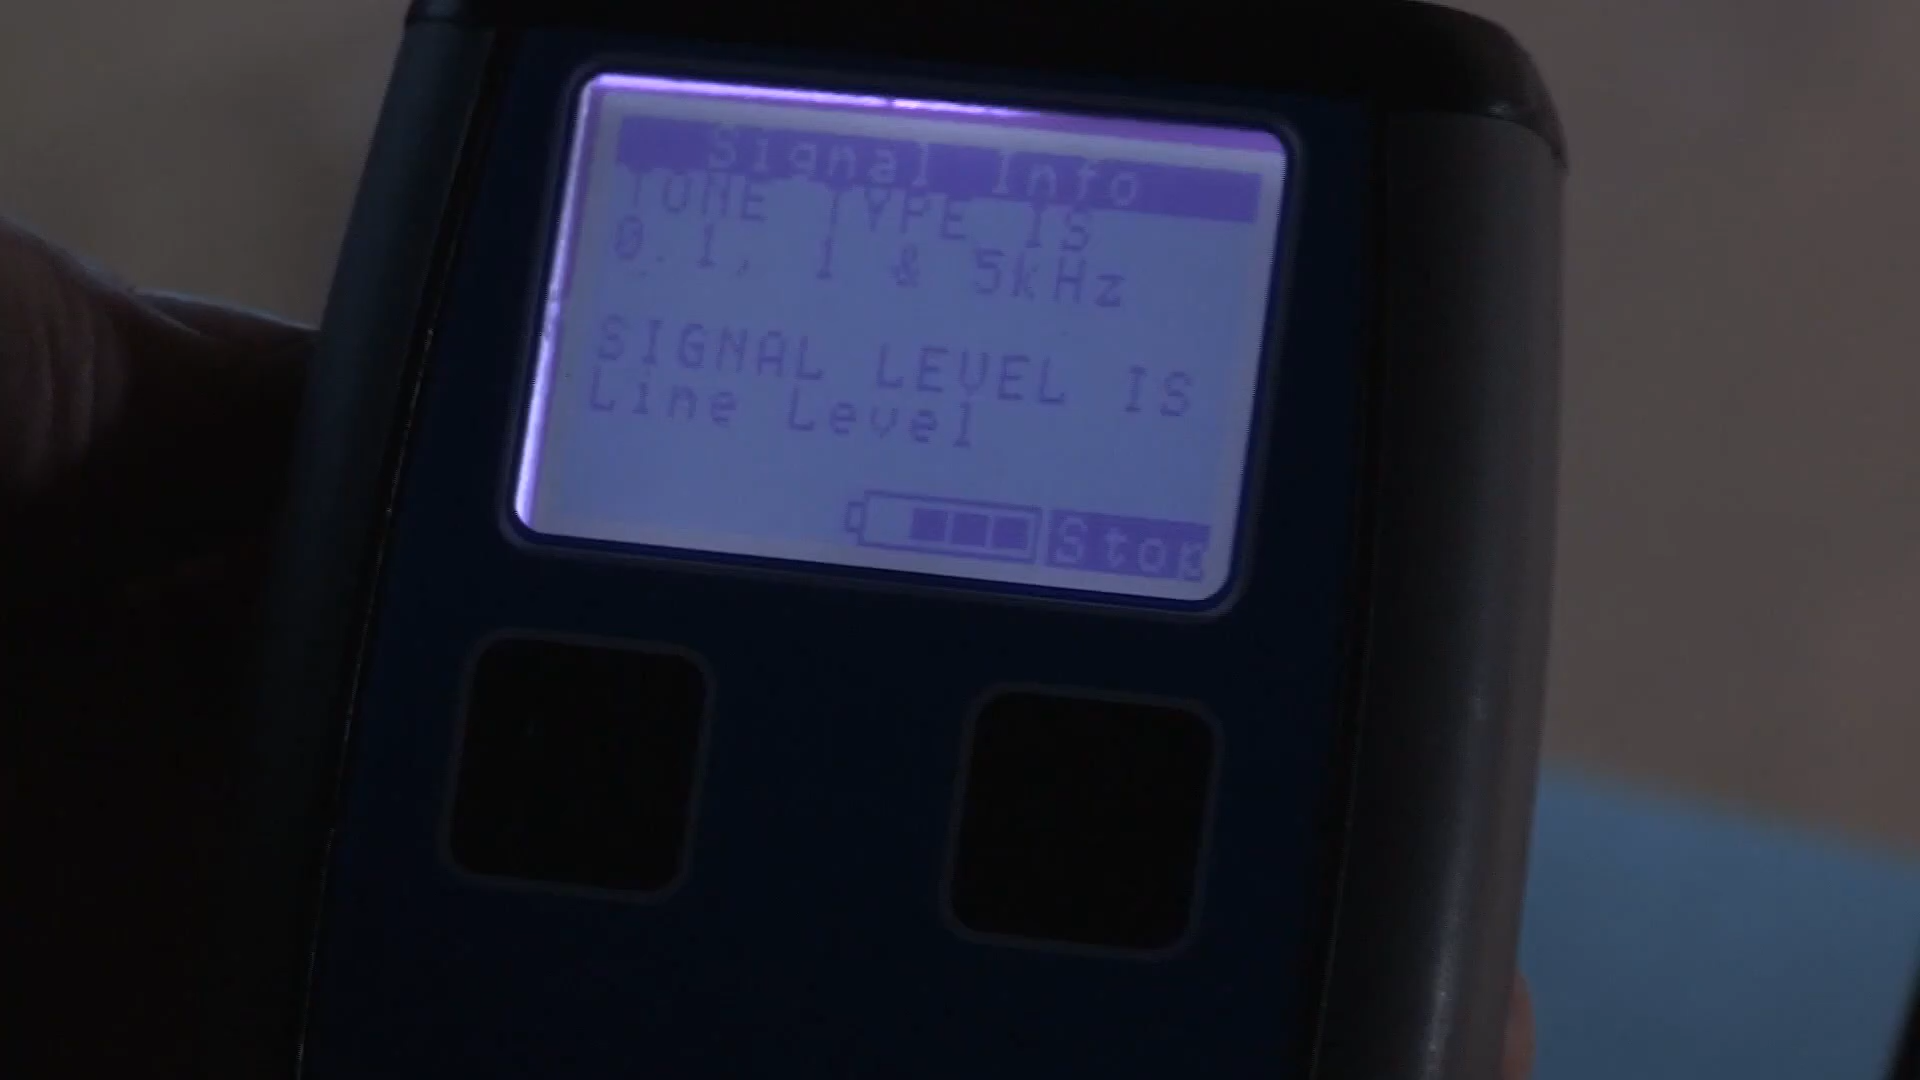 Signal Info
TONE TYPE IS
0.1, 1 & 5kHz
SIGNAL LEVEL IS
Line Level
Stop